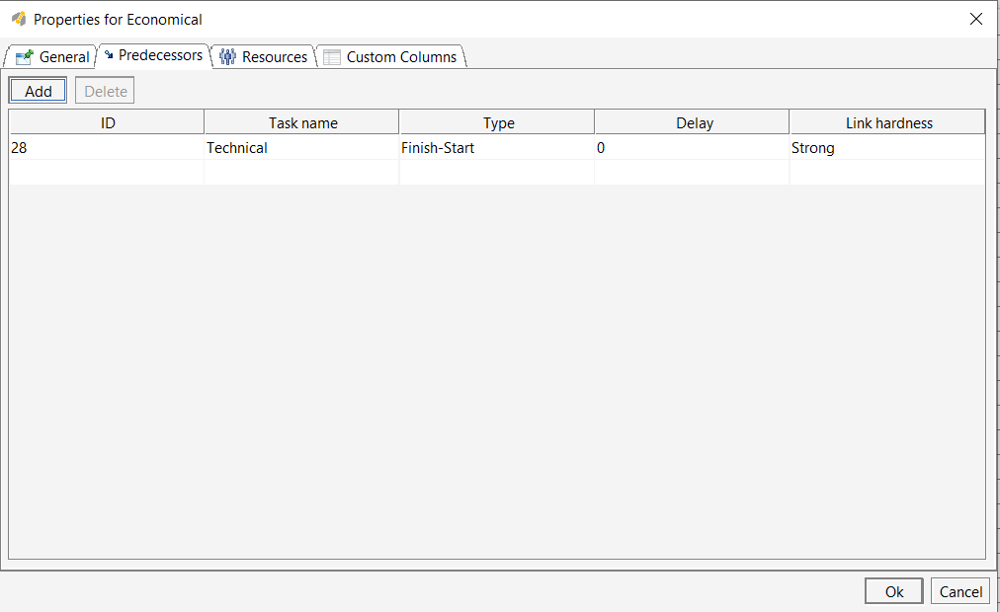 Properties for Economical
General Predecessors Resources Custom Columns
Add Delete
ID Task name Type Delay Link hardness
28 Technical Finish-Start 0 Strong
Ok Cancel